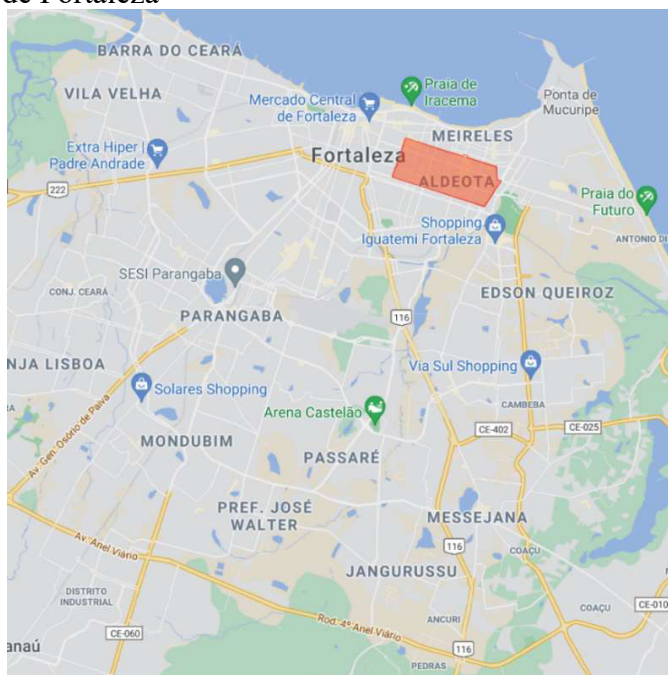 de Fortaleza
BARRA DO CEARÁ
VILA VELHA
Mercado Central
de Fortaleza
Praia de
Iracema
Ponta de
Mucuripe
MEIRELES
Extra Hiper |
Padre Andrade
Fortaleza
ALDEOTA
222
Praia do
Futuro
Shopping
Iguatemi Fortaleza
ANTONIO DI
SESI Parangaba
CONJ. CEARÁ
EDSON QUEIROZ
PARANGABA
116
NJA LISBOA
Via Sul Shopping
Solares Shopping
Arena Castelão
CAMBEBA
Av. Gen. Osório de Paiva
CE-402
CE-025
MONDUBIM
PASSARÉ
PREF. JOSÉ
WALTER
MESSEJANA
Av. Anel Viário
116
COAÇU
JANGURUSSU
DISTRITO
INDUSTRIAL
CE-060
Rod. 4º Anel Viário
ANCURI
COAÇU
CE-010
anaú
116
PEDRAS